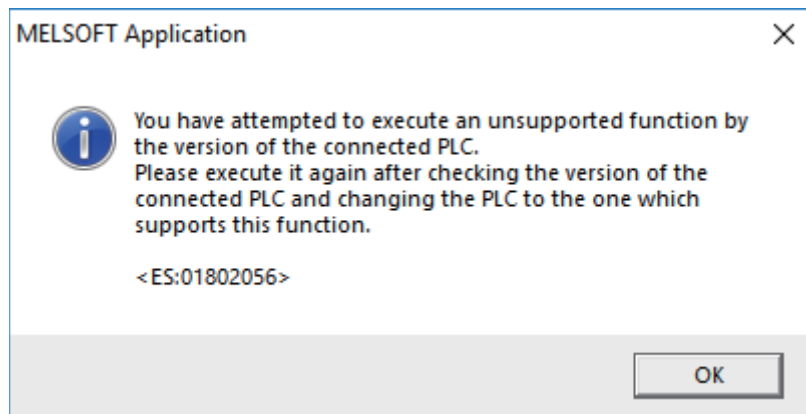 MELSOFT Application
You have attempted to execute an unsupported function by
the version of the connected PLC.
Please execute it again after checking the version of the
connected PLC and changing the PLC to the one which
supports this function.
<ES:01802056>
OK